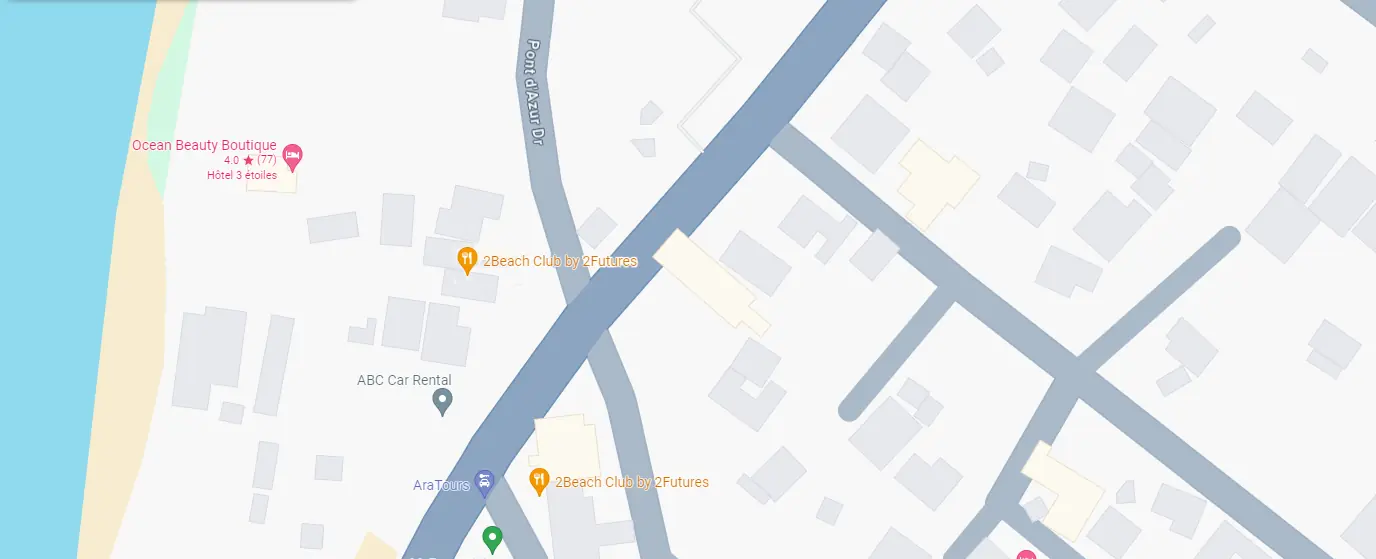 Pont d'Azur Dr
Ocean Beauty Boutique
4.0 ★ (77)
Hôtel 3 étoiles
2Beach Club by 2Futures
ABC Car Rental
AraTours
2Beach Club by 2Futures